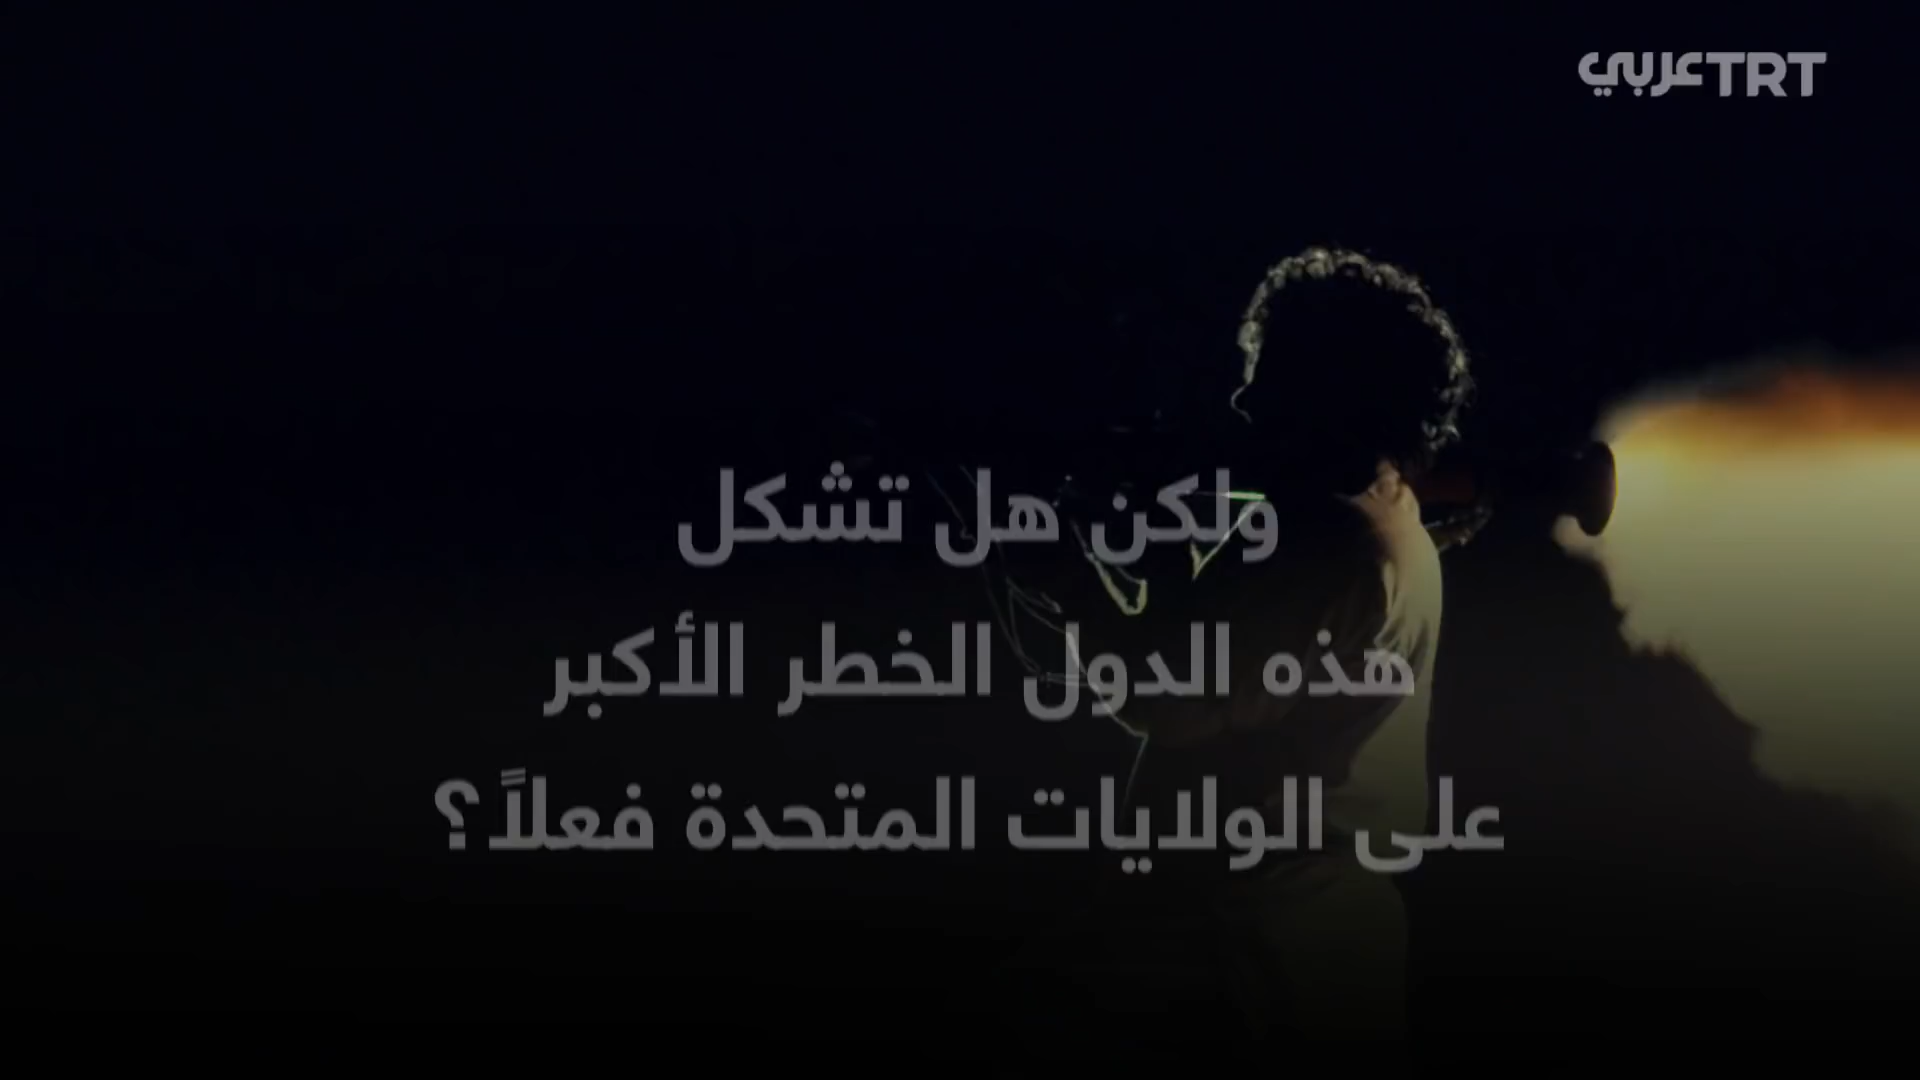 TRT عربي
ولكن هل تشكل
هذه الدول الخطر الأكبر
على الولايات المتحدة فعلاً؟